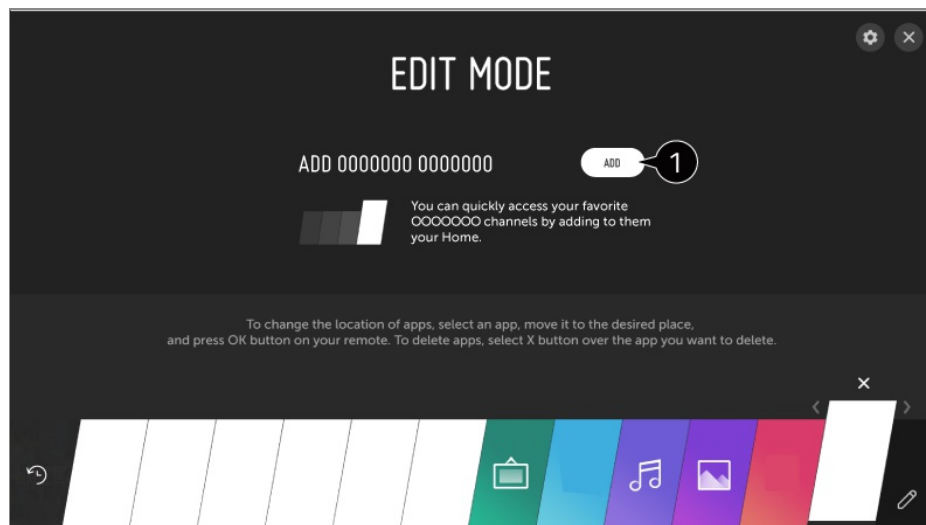 EDIT MODE
ADD OOOOOOO OOOOOOO
ADD
1
You can quickly access your favorite
OOOOOOO channels by adding to them
your Home.
To change the location of apps, select an app, move it to the desired place,
and press OK button on your remote. To delete apps, select X button over the app you want to delete.